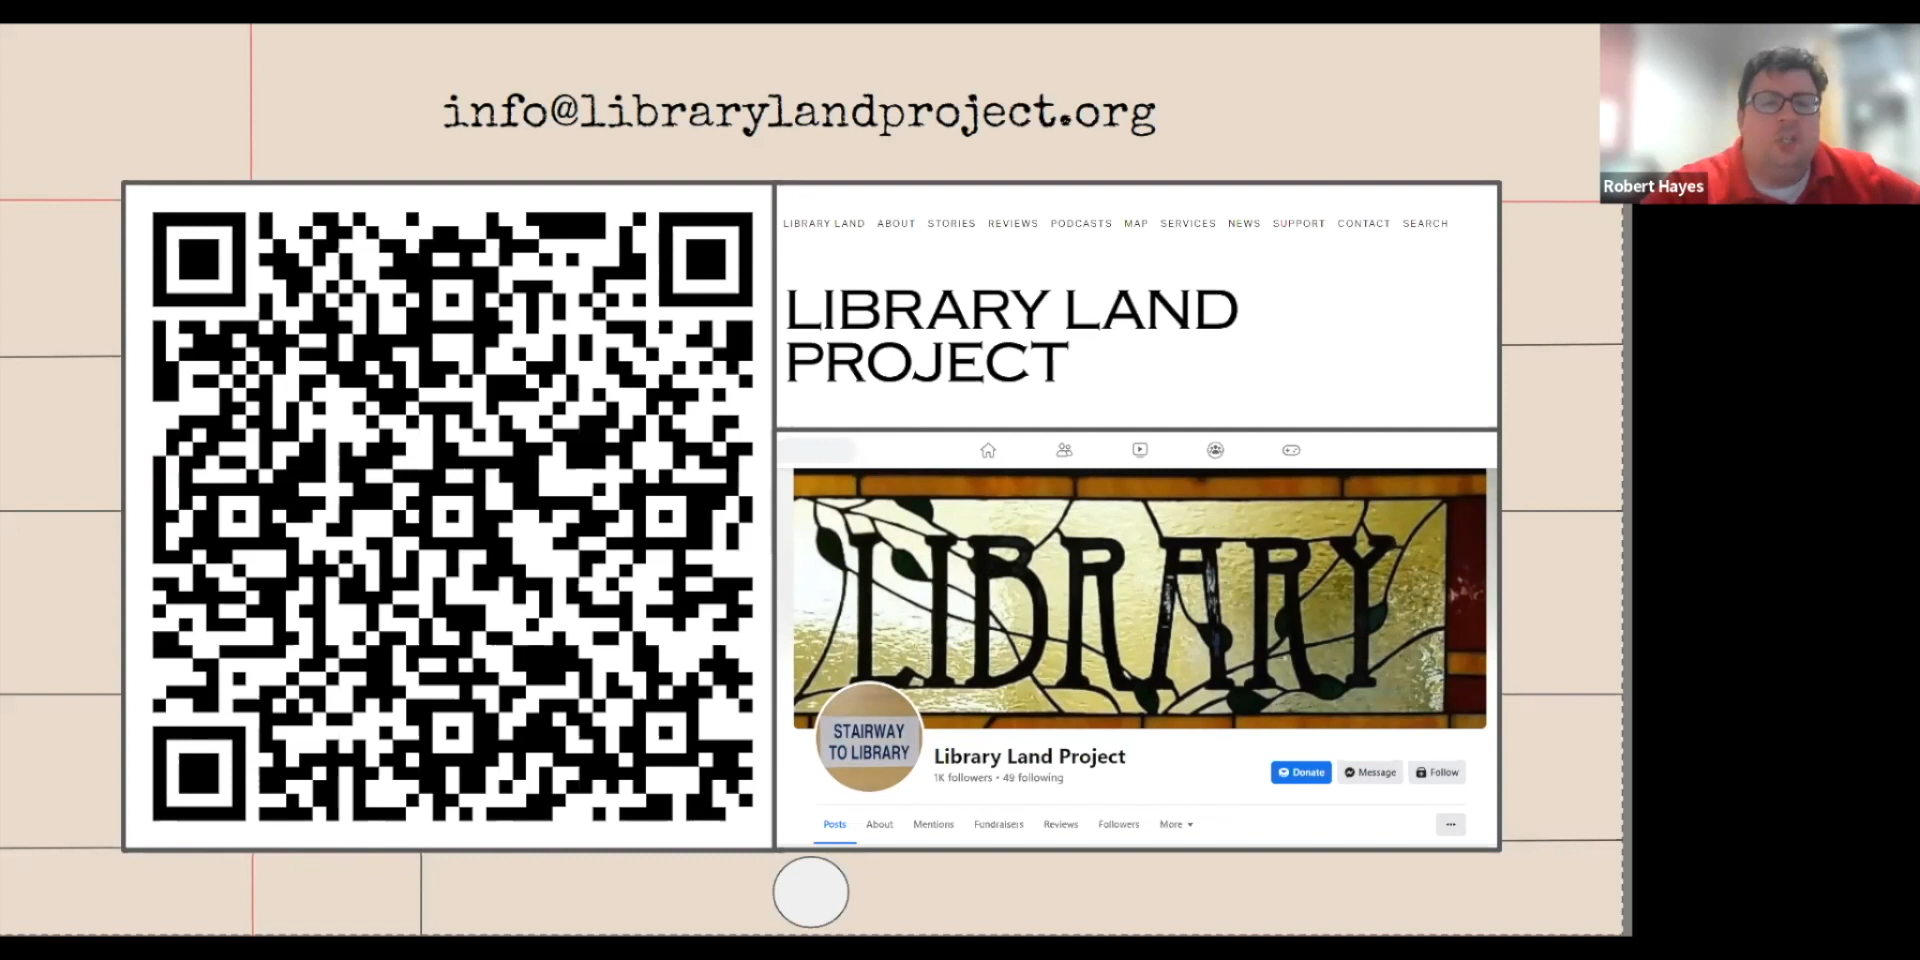 info@librarylandproject.org
Robert Hayes
LIBRARY LAND ABOUT STORIES REVIEWS PODCASTS MAP SERVICES NEWS SUPPORT CONTACT SEARCH
LIBRARY LAND
PROJECT
LIBRARY
STAIRWAY
TO LIBRARY
Library Land Project
1K followers • 49 following
Donate Message Follow
Posts About Mentions Fundraisers Reviews Followers More